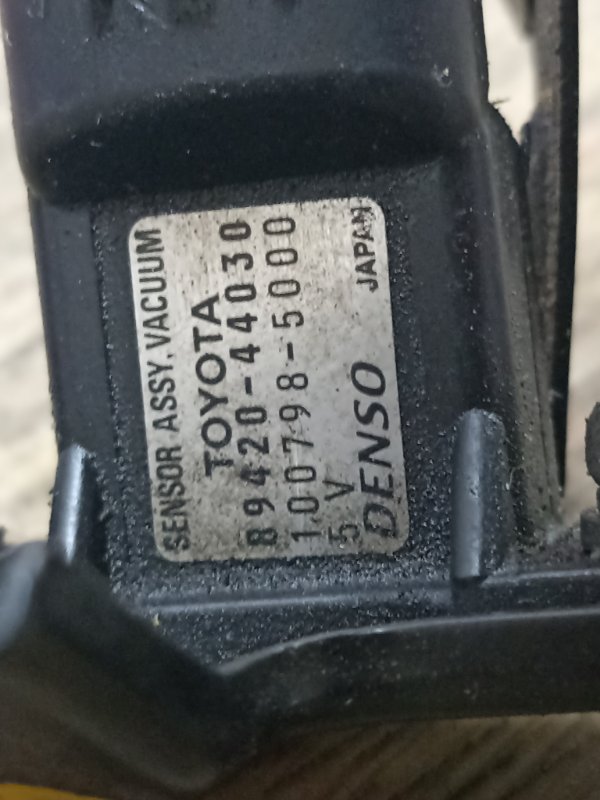 SENSOR ASSY, VACUUM
TOYOTA
89420-44030
100798-5000
5V JAPAN
DENSO